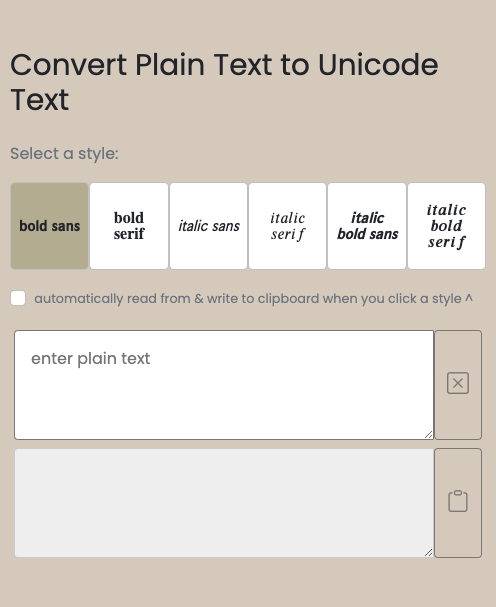 Convert Plain Text to Unicode
Text
Select a style:
bold sans
bold
serif
italic sans
italic
serif
italic
bold sans
italic
bold
serif
automatically read from & write to clipboard when you click a style ^
enter plain text